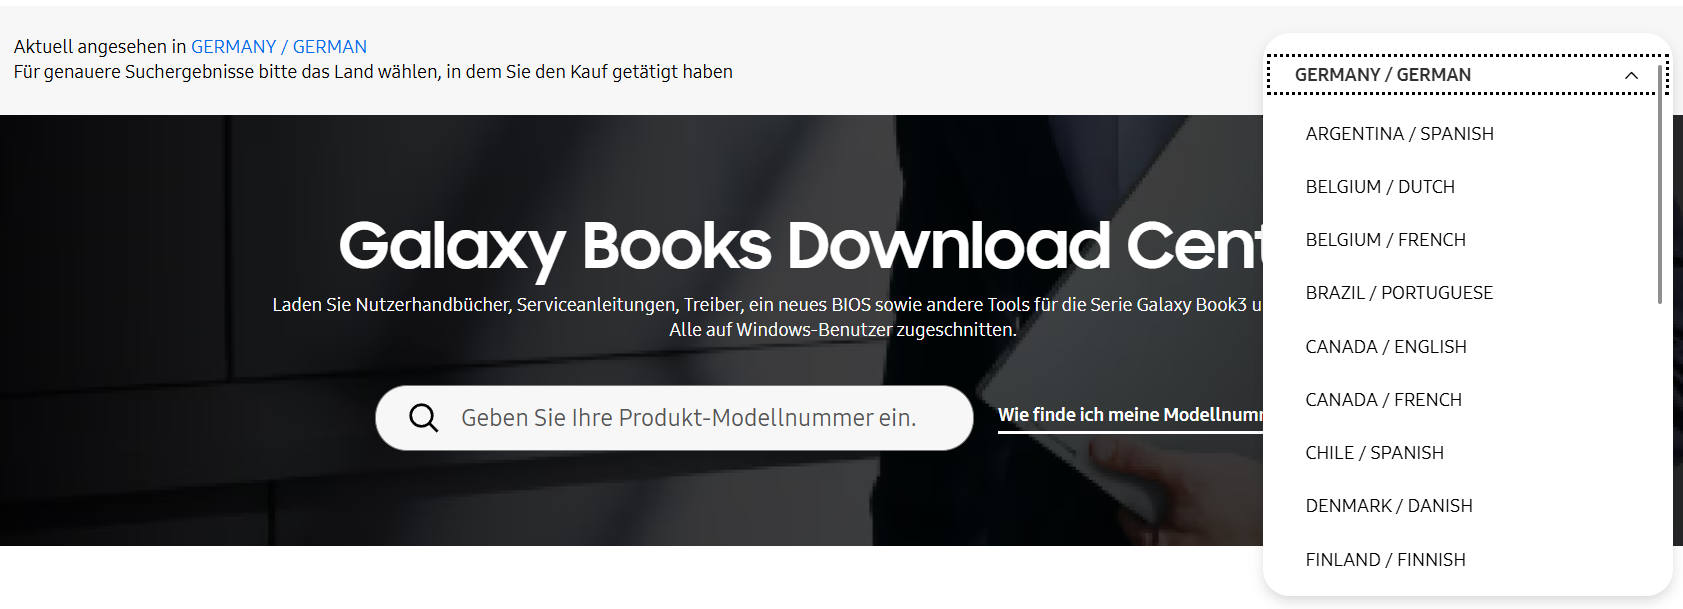 Aktuell angesehen in GERMANY / GERMAN
Für genauere Suchergebnisse bitte das Land wählen, in dem Sie den Kauf getätigt haben
GERMANY / GERMAN
ARGENTINA / SPANISH
BELGIUM / DUTCH
BELGIUM / FRENCH
BRAZIL / PORTUGUESE
CANADA / ENGLISH
CANADA / FRENCH
CHILE / SPANISH
DENMARK / DANISH
FINLAND / FINNISH
Galaxy Books Download Cent
Laden Sie Nutzerhandbücher, Serviceanleitungen, Treiber, ein neues BIOS sowie andere Tools für die Serie Galaxy Book3 u
Alle auf Windows-Benutzer zugeschnitten.
Geben Sie Ihre Produkt-Modellnummer ein.
Wie finde ich meine Modellnum